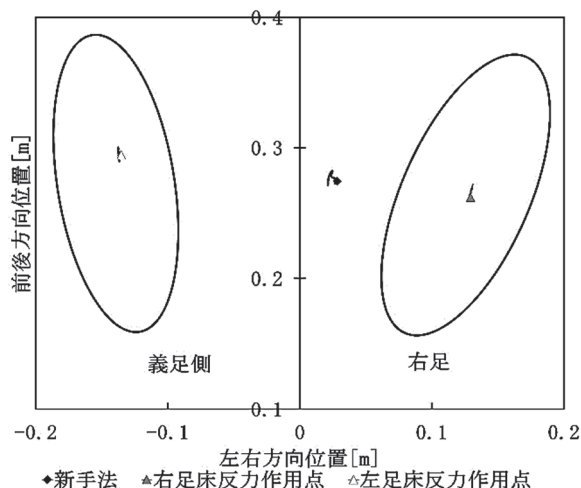 0.4
0.3
0.2
0.1
前後方向位置[m]
義足側
右足
-0.2
-0.1
0
0.1
0.2
左右方向位置[m]
◆新手法 ▲右足床反力作用点 △左足床反力作用点